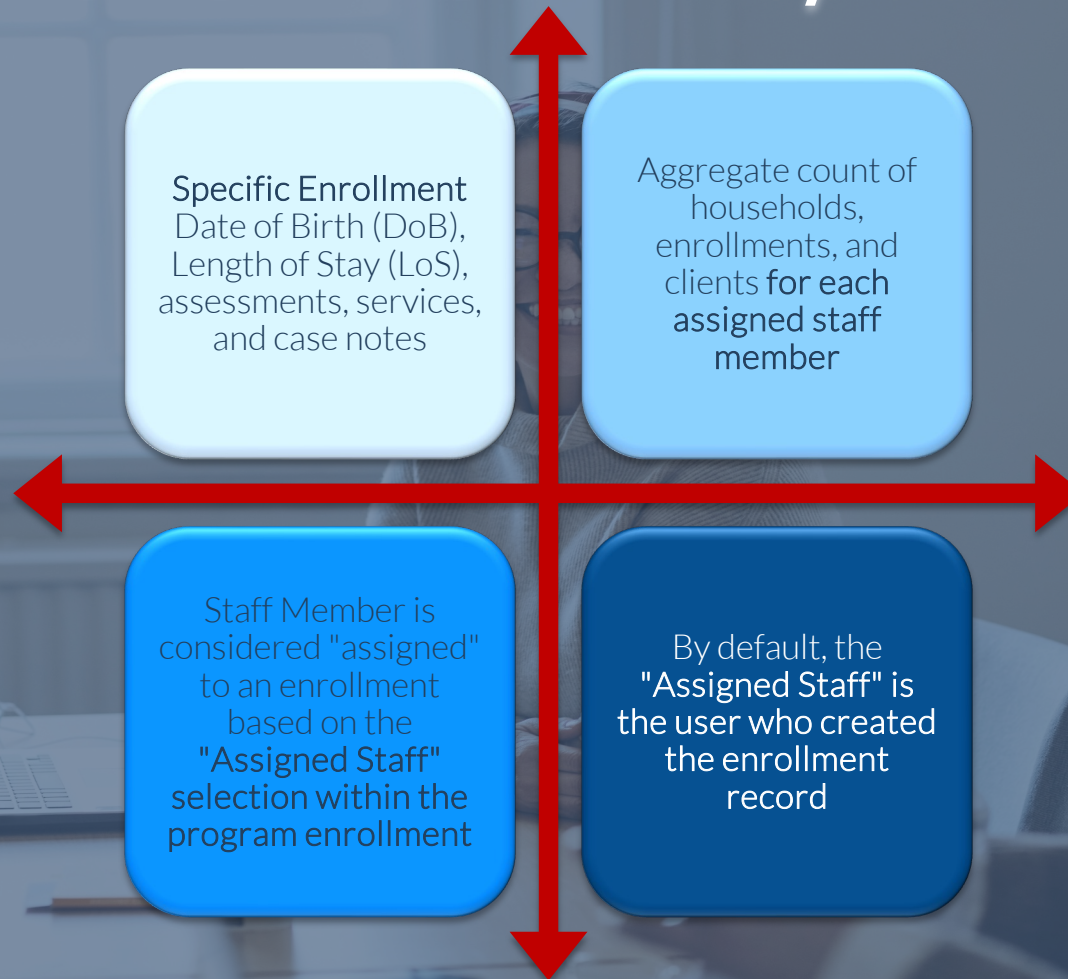 Specific Enrollment
Date of Birth (DoB),
Length of Stay (LoS),
assessments, services,
and case notes
Aggregate count of
households,
enrollments, and
clients for each
assigned staff
member
Staff Member is
considered "assigned"
to an enrollment
based on the
"Assigned Staff"
selection within the
program enrollment
By default, the
"Assigned Staff" is
the user who created
the enrollment
record